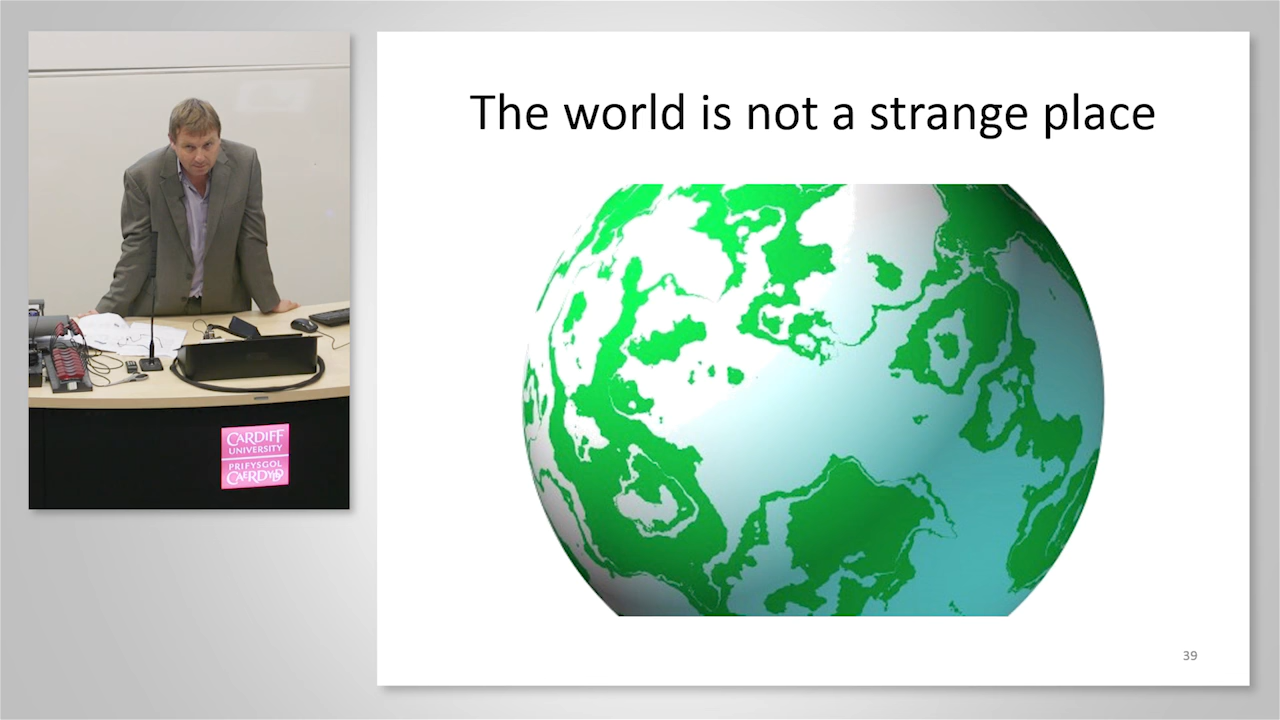 The world is not a strange place
CARDIFF
UNIVERSITY
PRIFYSGOL
CAERDYDD
39